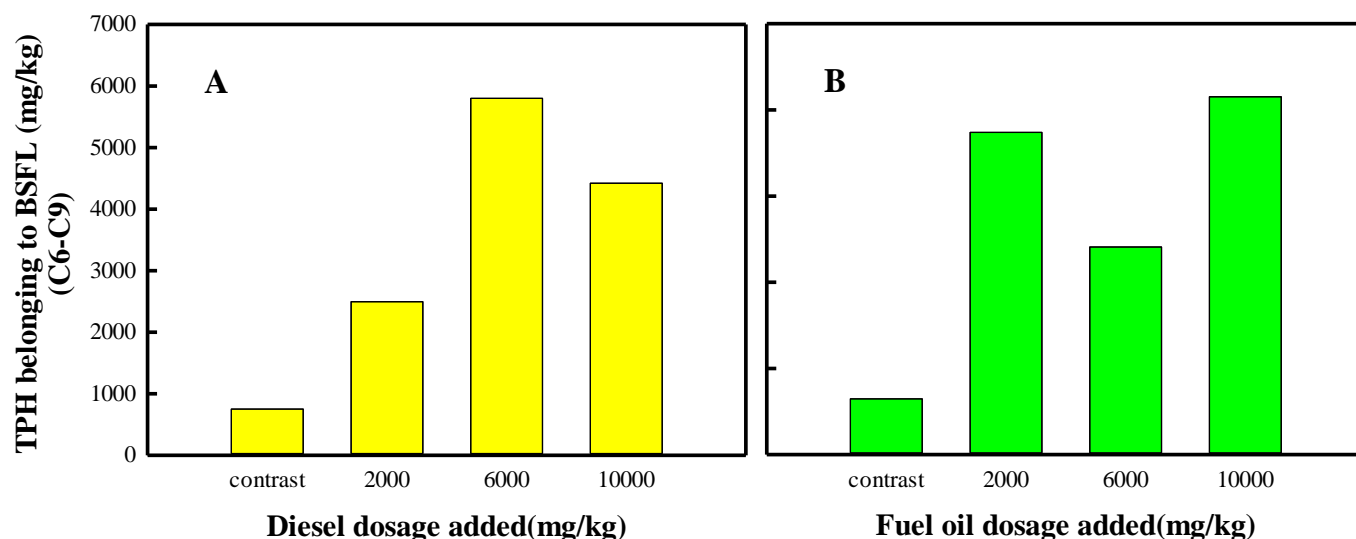 TPH belonging to BSFL (mg/kg)
(C6-C9)
7000
6000
5000
4000
3000
2000
1000
0
A
contrast 2000 6000 10000
Diesel dosage added(mg/kg)
B
contrast 2000 6000 10000
Fuel oil dosage added(mg/kg)